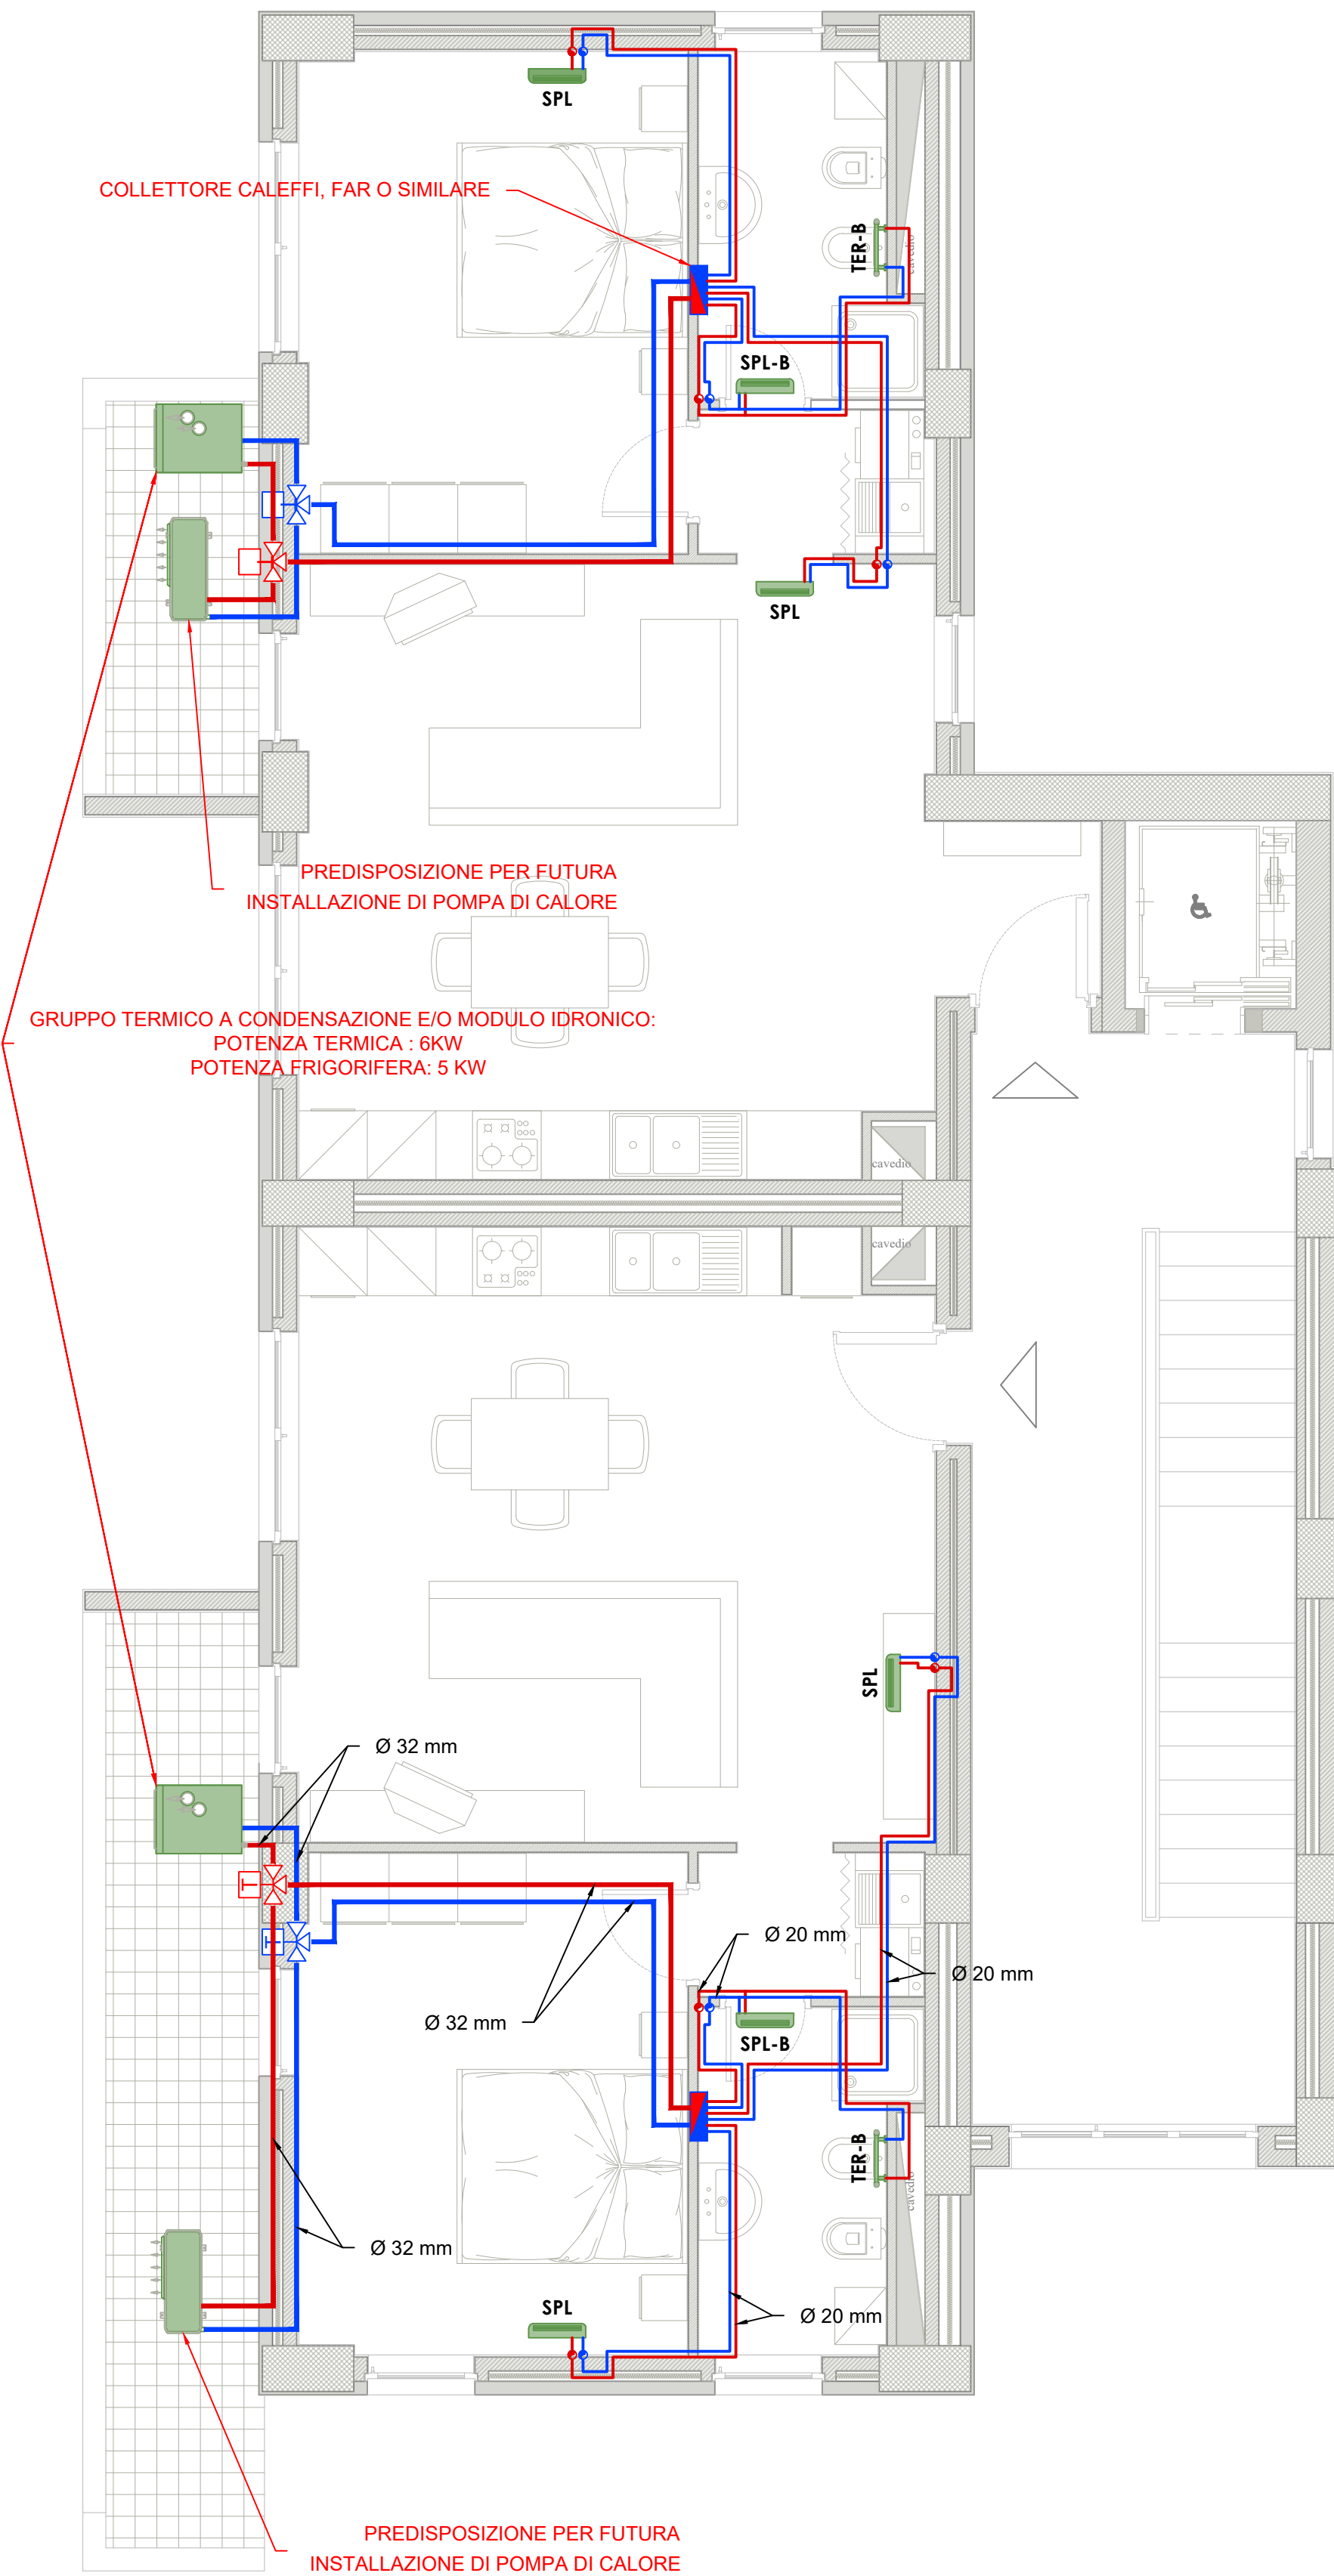 SPL
COLLETTORE CALEFFI, FAR O SIMILARE
TER-B
cavedio
SPL-B
SPL
PREDISPOSIZIONE PER FUTURA
INSTALLAZIONE DI POMPA DI CALORE
GRUPPO TERMICO A CONDENSAZIONE E/O MODULO IDRONICO:
POTENZA TERMICA : 6KW
POTENZA FRIGORIFERA: 5 KW
cavedio
cavedio
SPL
Ø 32 mm
Ø 20 mm
Ø 20 mm
Ø 32 mm
SPL-B
TER-B
cavedio
Ø 32 mm
SPL
Ø 20 mm
PREDISPOSIZIONE PER FUTURA
INSTALLAZIONE DI POMPA DI CALORE